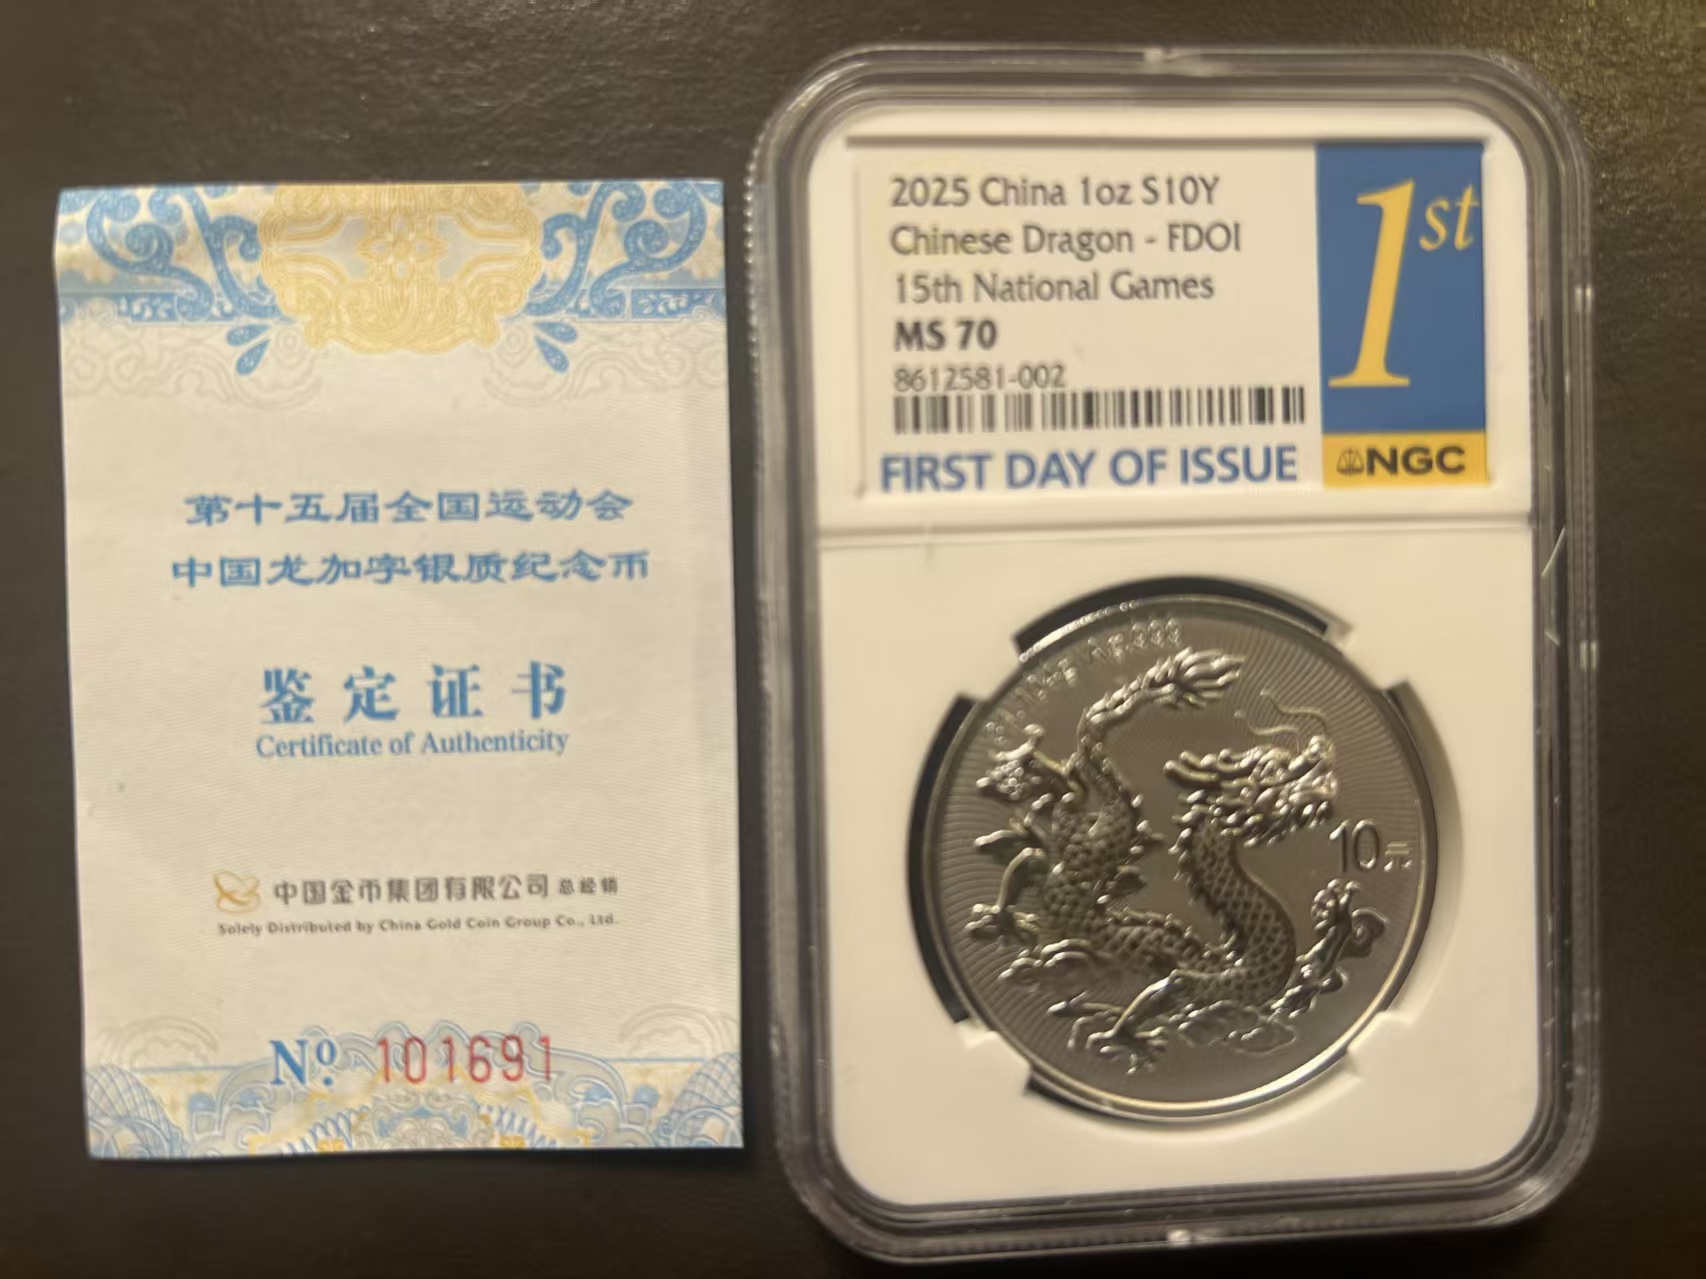 第十五届全国运动会
中国龙加字银质纪念币
鉴定证书
Certificate of Authenticity
中国金币集团有限公司 总经销
Solely Distributed by China Gold Coin Group Co., Ltd.
Nº. 101691
2025 China 1oz S10Y
Chinese Dragon - FDOI
15th National Games
MS 70
8612581-002
FIRST DAY OF ISSUE
1st
NGC
10元